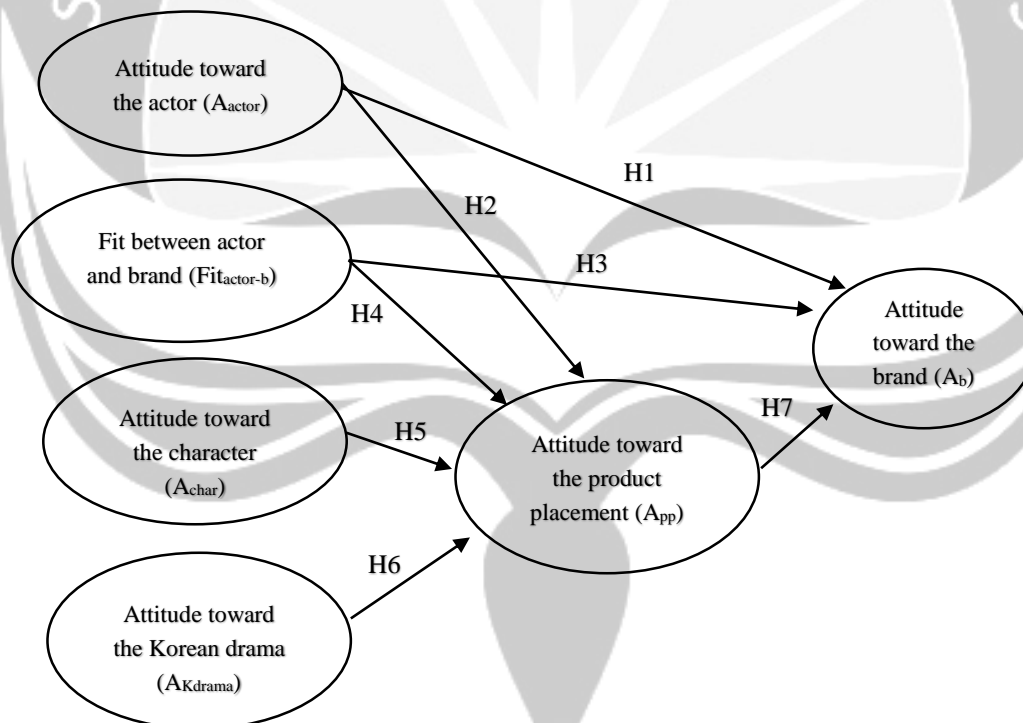 S
Attitude toward
the actor (Aactor)
H1
H2
Fit between actor
and brand (Fitactor-b)
H3
H4
Attitude
toward the
brand (Ab)
Attitude toward
the character
(Achar)
H5
H7
Attitude toward
the product
placement (App)
H6
Attitude toward
the Korean drama
(AKdrama)